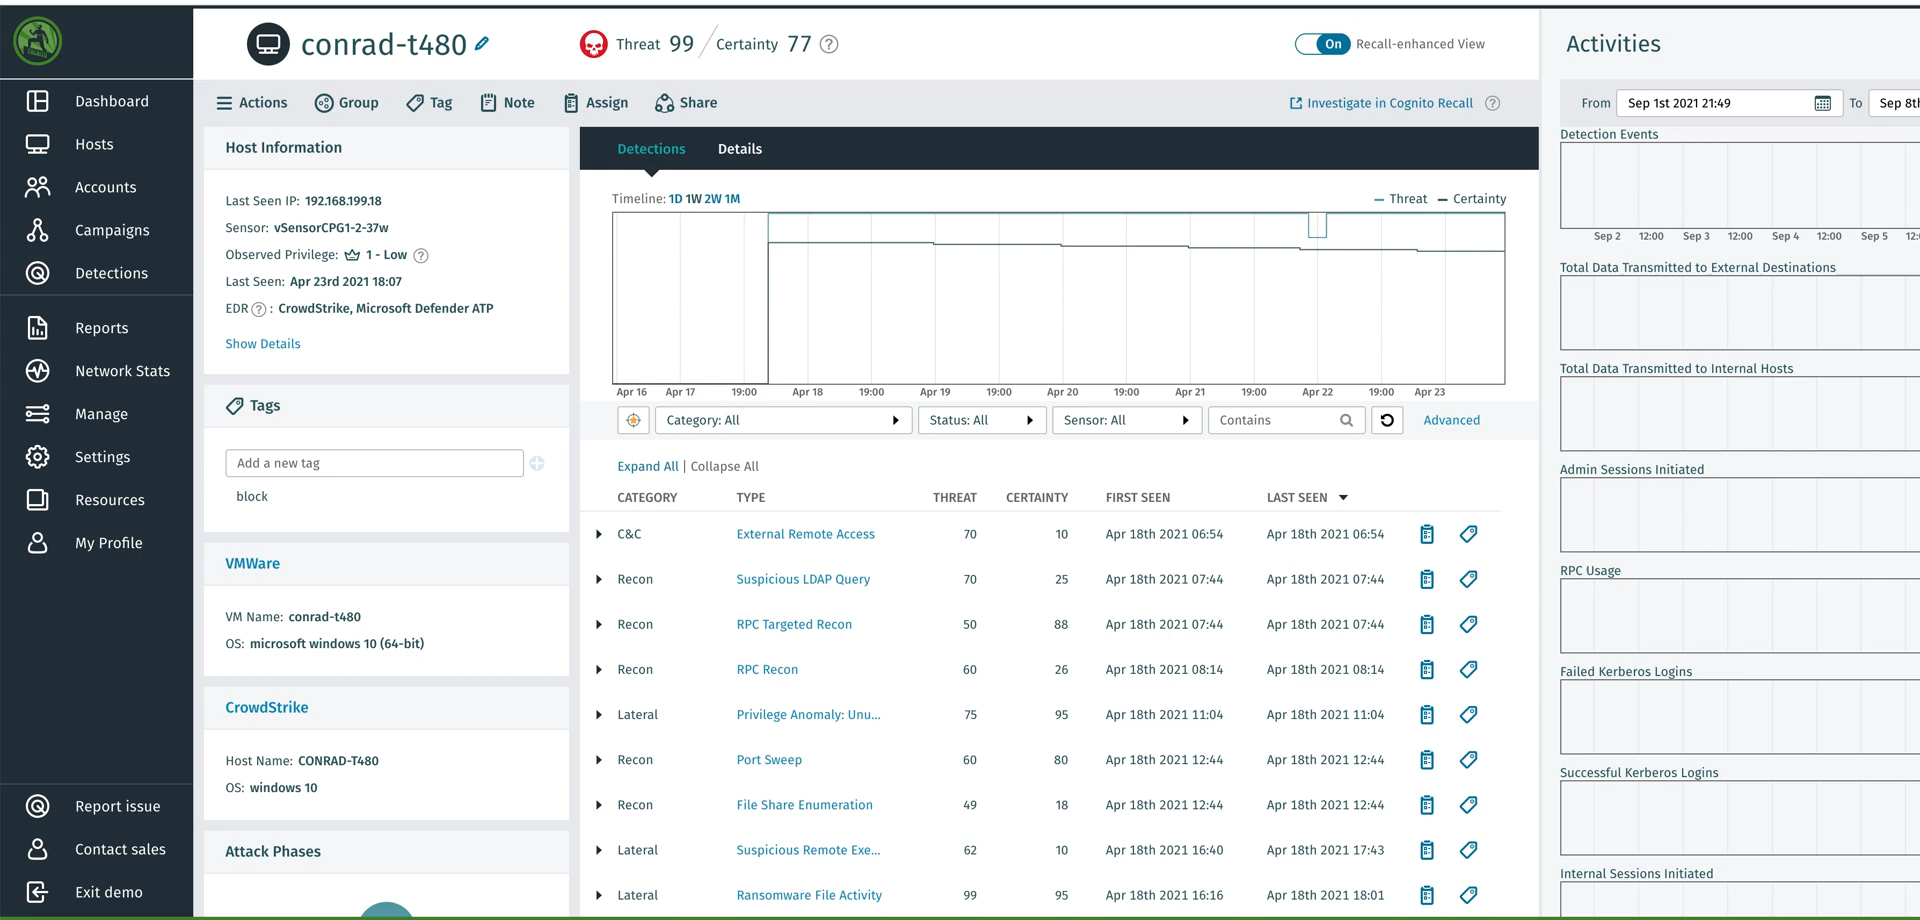 conrad-t480
Threat 99 / Certainty 77 ?
On Recall-enhanced View
Activities
Dashboard
Hosts
Accounts
Campaigns
Detections
Reports
Network Stats
Manage
Settings
Resources
My Profile
Report issue
Contact sales
Exit demo
Actions Group Tag Note Assign Share
Investigate in Cognito Recall ?
Host Information
Last Seen IP: 192.168.199.18
Sensor: vSensorCPG1-2-37w
Observed Privilege: 1 - Low ?
Last Seen: Apr 23rd 2021 18:07
EDR ? : CrowdStrike, Microsoft Defender ATP
Show Details
Tags
Add a new tag
block
VMWare
VM Name: conrad-t480
OS: microsoft windows 10 (64-bit)
CrowdStrike
Host Name: CONRAD-T480
OS: windows 10
Attack Phases
Detections Details
Timeline: 1D 1W 2W 1M
Threat Certainty
Apr 16 Apr 17 19:00 Apr 18 19:00 Apr 19 19:00 Apr 20 19:00 Apr 21 19:00 Apr 22 19:00 Apr 23
Category: All Status: All Sensor: All Contains Advanced
Expand All | Collapse All
CATEGORY TYPE THREAT CERTAINTY FIRST SEEN LAST SEEN
C&C External Remote Access 70 10 Apr 18th 2021 06:54 Apr 18th 2021 06:54
Recon Suspicious LDAP Query 70 25 Apr 18th 2021 07:44 Apr 18th 2021 07:44
Recon RPC Targeted Recon 50 88 Apr 18th 2021 07:44 Apr 18th 2021 07:44
Recon RPC Recon 60 26 Apr 18th 2021 08:14 Apr 18th 2021 08:14
Lateral Privilege Anomaly: Unu... 75 95 Apr 18th 2021 11:04 Apr 18th 2021 11:04
Recon Port Sweep 60 80 Apr 18th 2021 12:44 Apr 18th 2021 12:44
Recon File Share Enumeration 49 18 Apr 18th 2021 12:44 Apr 18th 2021 12:44
Lateral Suspicious Remote Exe... 62 10 Apr 18th 2021 16:40 Apr 18th 2021 17:43
Lateral Ransomware File Activity 99 95 Apr 18th 2021 16:16 Apr 18th 2021 18:01
From Sep 1st 2021 21:49 To Sep 8th
Detection Events
Sep 2 12:00 Sep 3 12:00 Sep 4 12:00 Sep 5 12:
Total Data Transmitted to External Destinations
Total Data Transmitted to Internal Hosts
Admin Sessions Initiated
RPC Usage
Failed Kerberos Logins
Successful Kerberos Logins
Internal Sessions Initiated